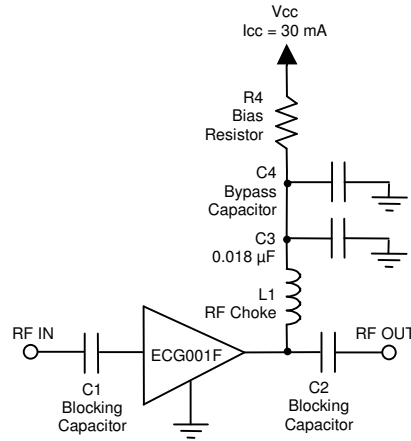 Vcc
Icc = 30 mA
R4
Bias
Resistor
C4
Bypass
Capacitor
C3
0.018 µF
L1
RF Choke
RF IN
ECG001F
RF OUT
C1
Blocking
Capacitor
C2
Blocking
Capacitor